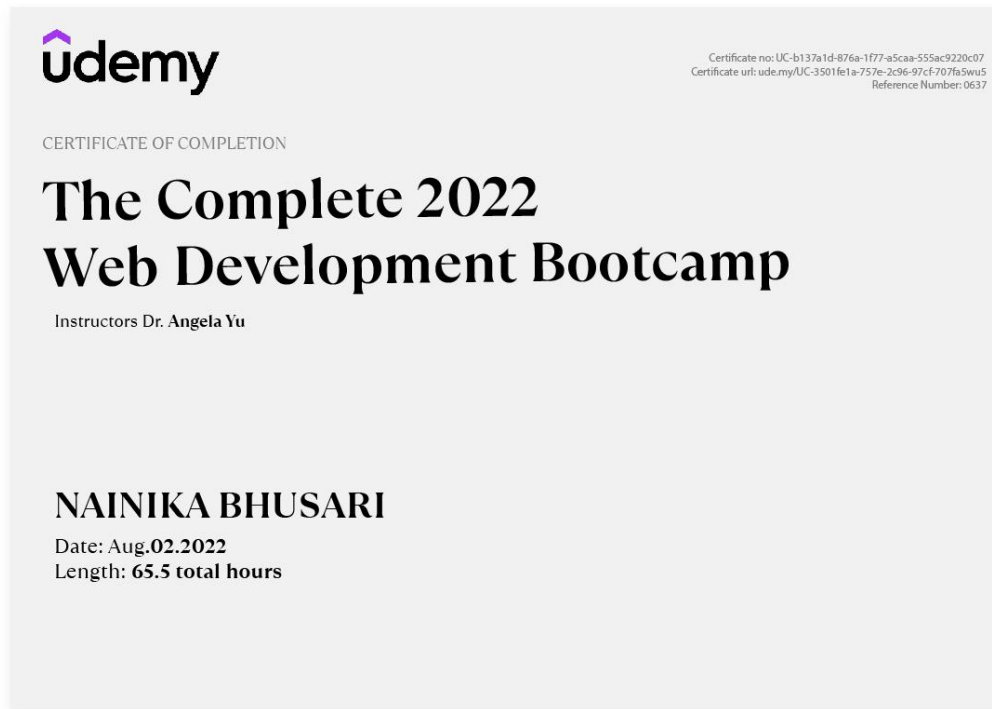 udemy
Certificate no: UC-b137a1d-876a-1f77-a5caa-555ac9220c07
Certificate url: ude.my/UC-3501fe1a-757e-2c96-97cf-707fa5wu5
Reference Number: 0637
CERTIFICATE OF COMPLETION
The Complete 2022
Web Development Bootcamp
Instructors Dr. Angela Yu
NAINIKA BHUSARI
Date: Aug.02.2022
Length: 65.5 total hours